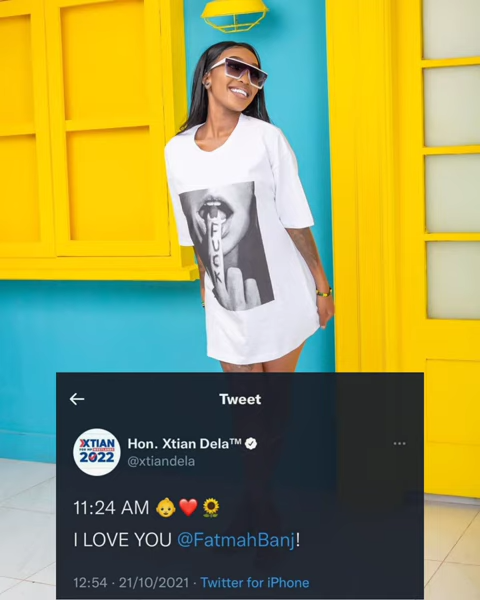 FUCK
Tweet
XTIAN
2022
Hon. Xtian Dela™
@xtiandela
11:24 AM 👶❤️🌻
I LOVE YOU @FatmahBanj!
12:54 · 21/10/2021 · Twitter for iPhone